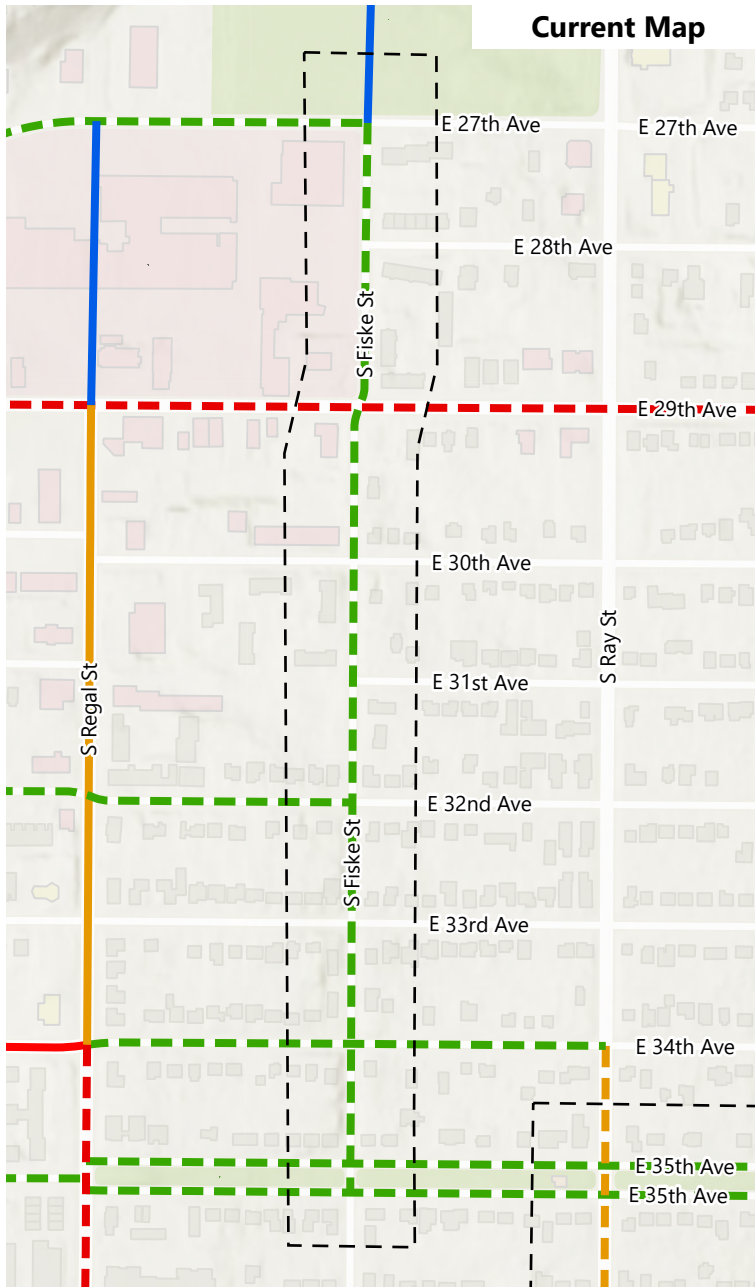 Current Map
E 27th Ave
E 27th Ave
E 28th Ave
S Fiske St
E 29th Ave
E 30th Ave
S Ray St
E 31st Ave
S Regal St
E 32nd Ave
S Fiske St
E 33rd Ave
E 34th Ave
E 35th Ave
E 35th Ave